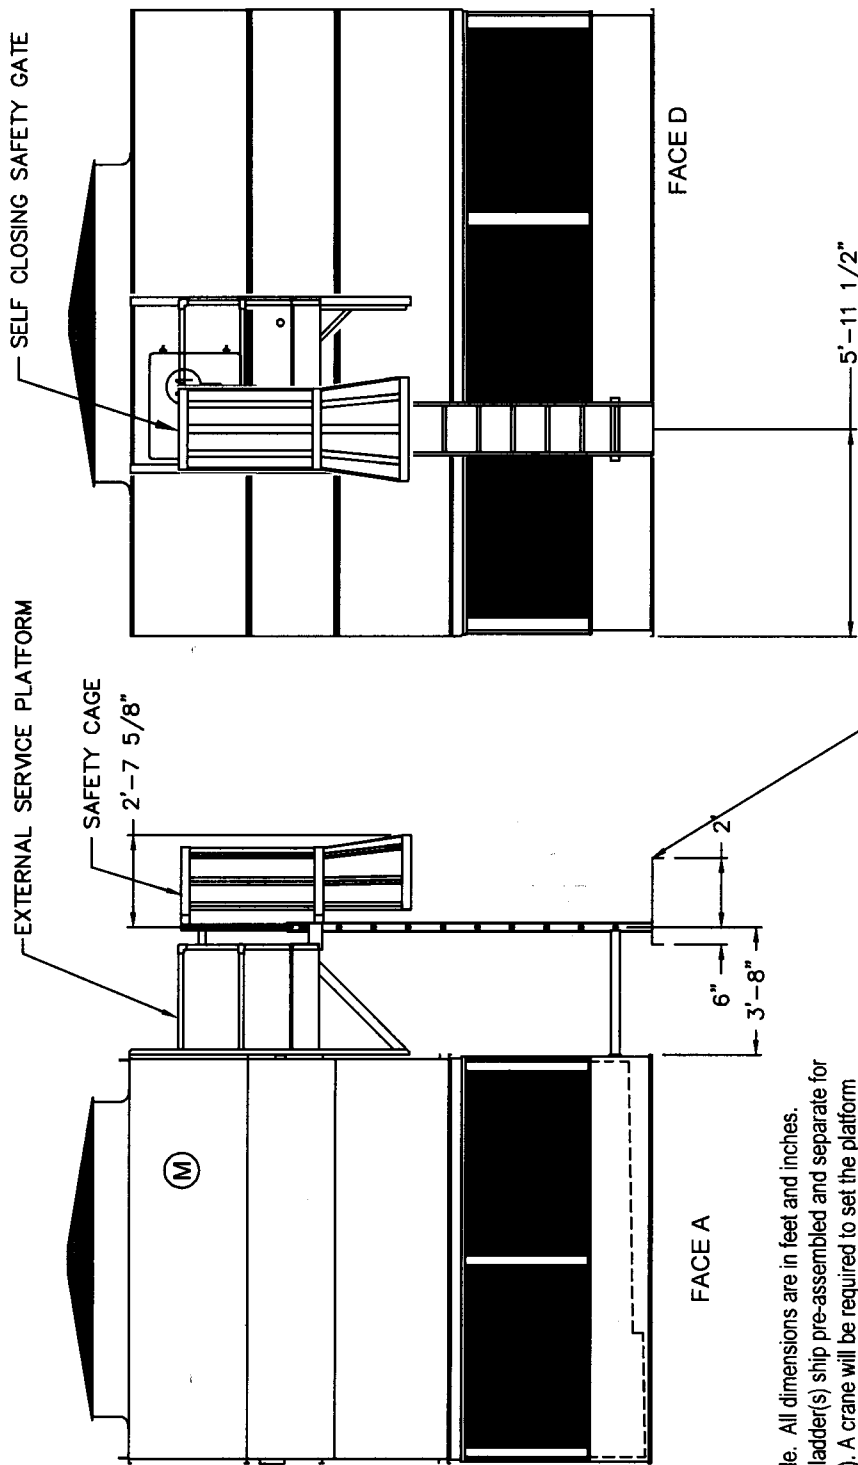 SELF CLOSING SAFETY GATE
EXTERNAL SERVICE PLATFORM
SAFETY CAGE
2'-7 5/8"
M
2'
6"
3'-8"
5'-11 1/2"
FACE A
FACE D
All dimensions are in feet and inches.
ladder(s) ship pre-assembled and separate for
A crane will be required to set the platform